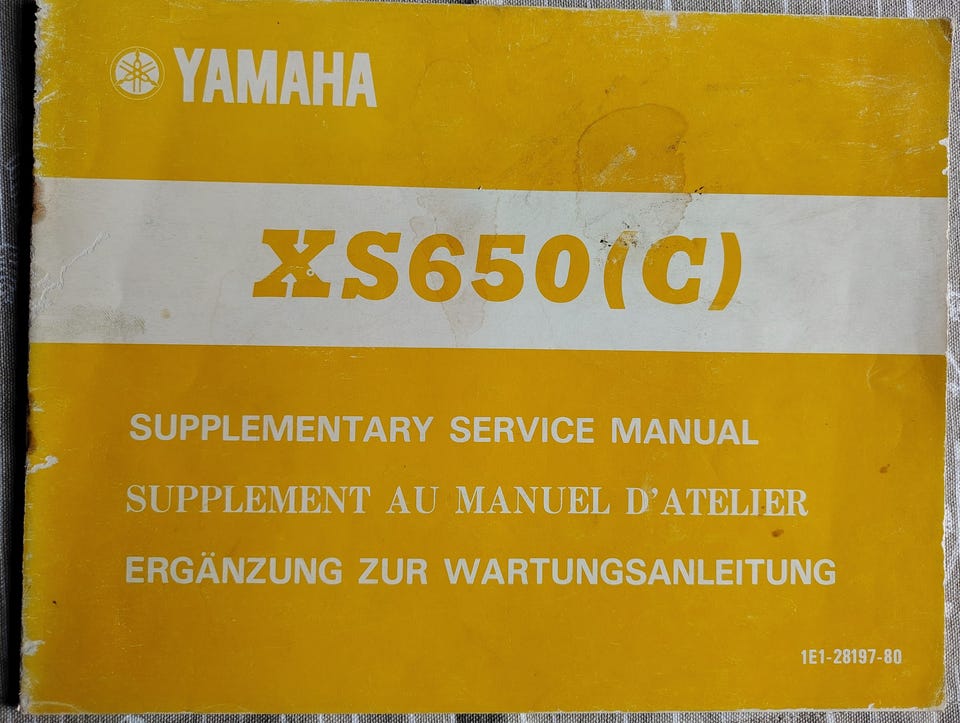 YAMAHA
XS650(C)
SUPPLEMENTARY SERVICE MANUAL
SUPPLEMENT AU MANUEL D'ATELIER
ERGÄNZUNG ZUR WARTUNGSANLEITUNG
1E1-28197-80